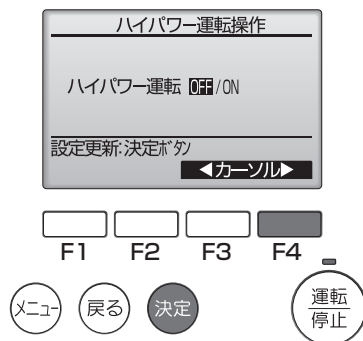 ハイパワー運転操作
ハイパワー運転 OFF/ON
設定更新:決定ボタン
◀カーソル▶
F1 F2 F3 F4
メニュー 戻る 決定 運転
停止